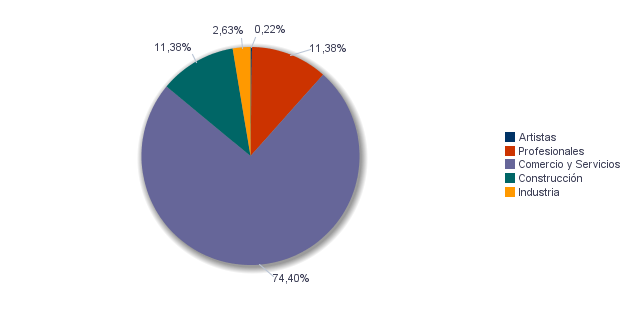 2,63%
0,22%
11,38%
11,38%
74,40%
Artistas
Profesionales
Comercio y Servicios
Construcción
Industria